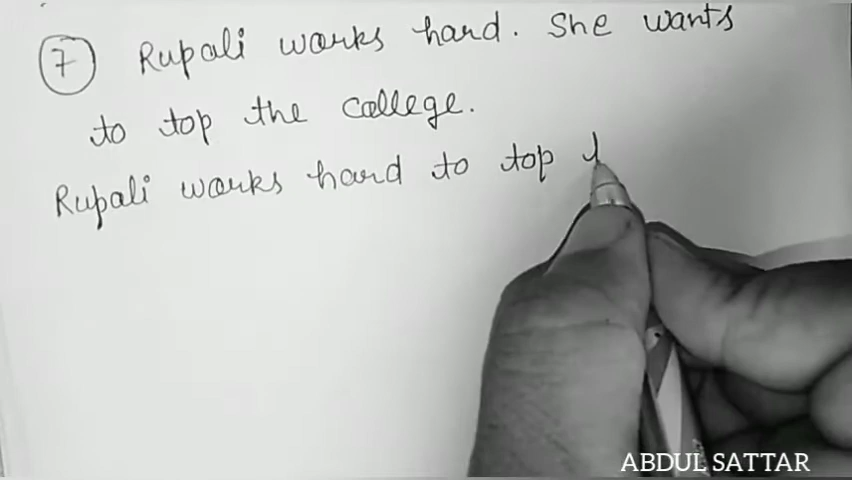 7 Rupali works hard. She wants
to top the college.
Rupali works hard to top
ABDUL SATTAR